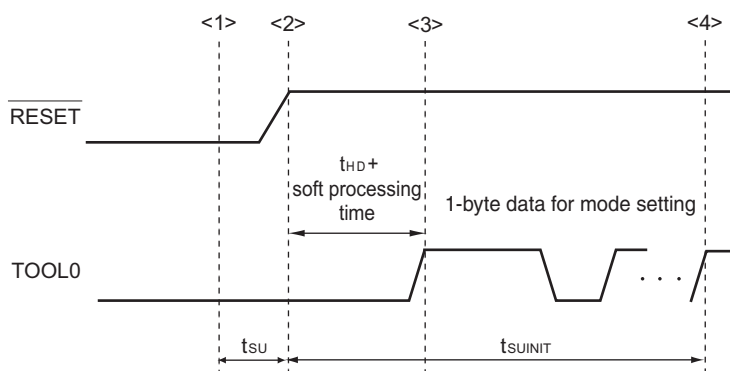 <1> <2> <3> <4>
RESET
tHD+
soft processing
time
1-byte data for mode setting
TOOL0
. . .
tSU
tSUINIT